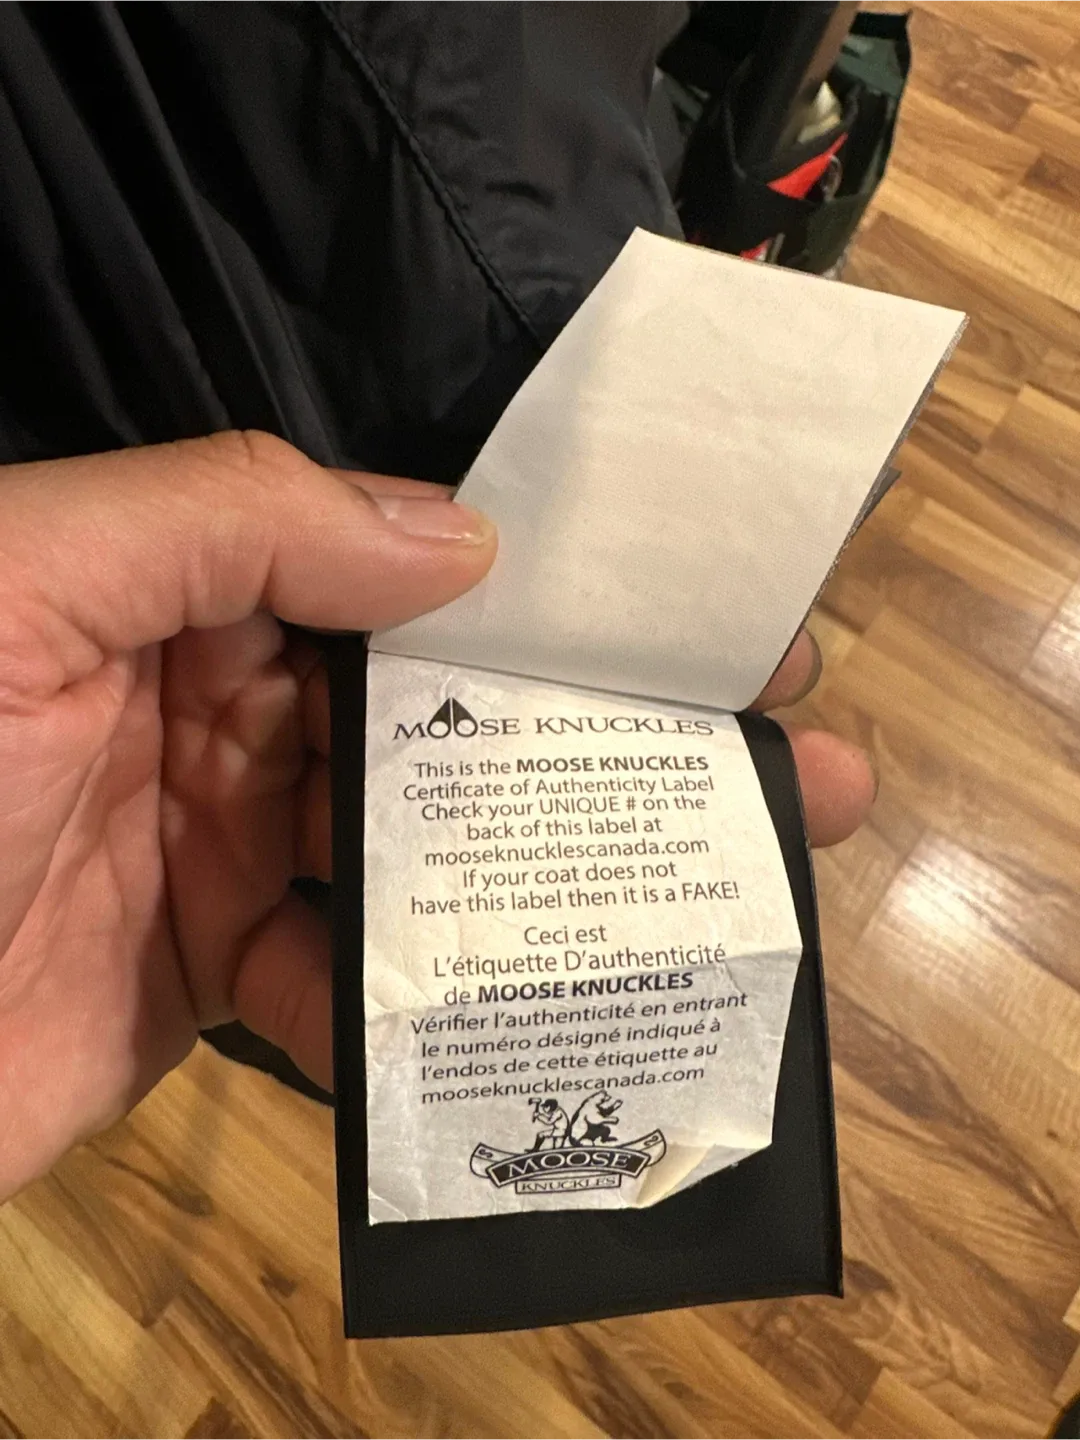 MOOSE KNUCKLES
This is the MOOSE KNUCKLES
Certificate of Authenticity Label
Check your UNIQUE # on the
back of this label at
mooseknucklescanada.com
If your coat does not
have this label then it is a FAKE!
Ceci est
L'étiquette D'authenticité
de MOOSE KNUCKLES
Vérifier l'authenticité en entrant
le numéro désigné indiqué à
l'endos de cette étiquette au
mooseknucklescanada.com
MOOSE
KNUCKLES